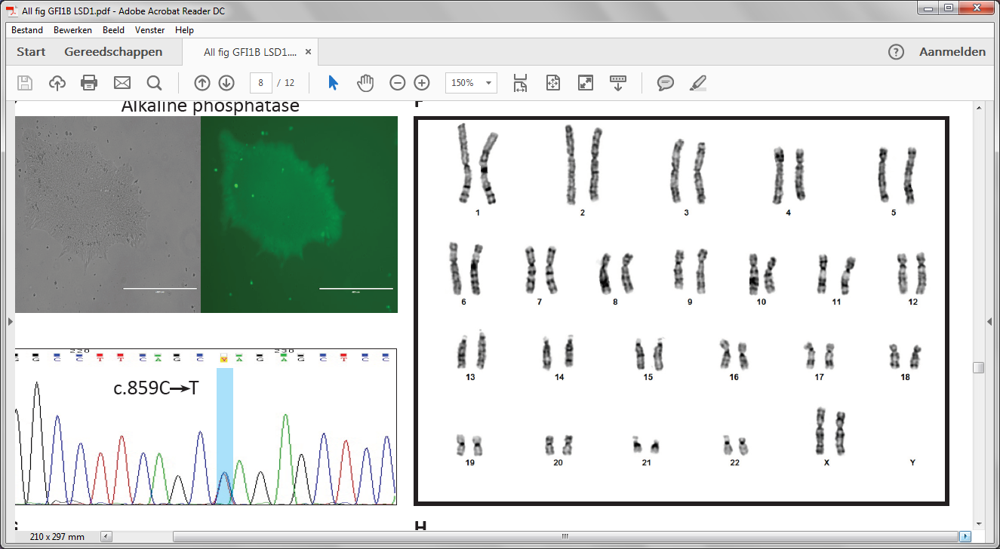 All fig GFI1B LSD1.pdf - Adobe Acrobat Reader DC
Bestand Bewerken Beeld Venster Help
Start Gereedschappen All fig GFI1B LSD1.... × ? Aanmelden
8 / 12 150%
Alkaline phosphatase
F
1 2 3 4 5
6 7 8 9 10 11 12
13 14 15 16 17 18
19 20 21 22 X Y
220 230
G G C C T T C A G C Y A G A G C T C C
c.859C→T
H
210 x 297 mm